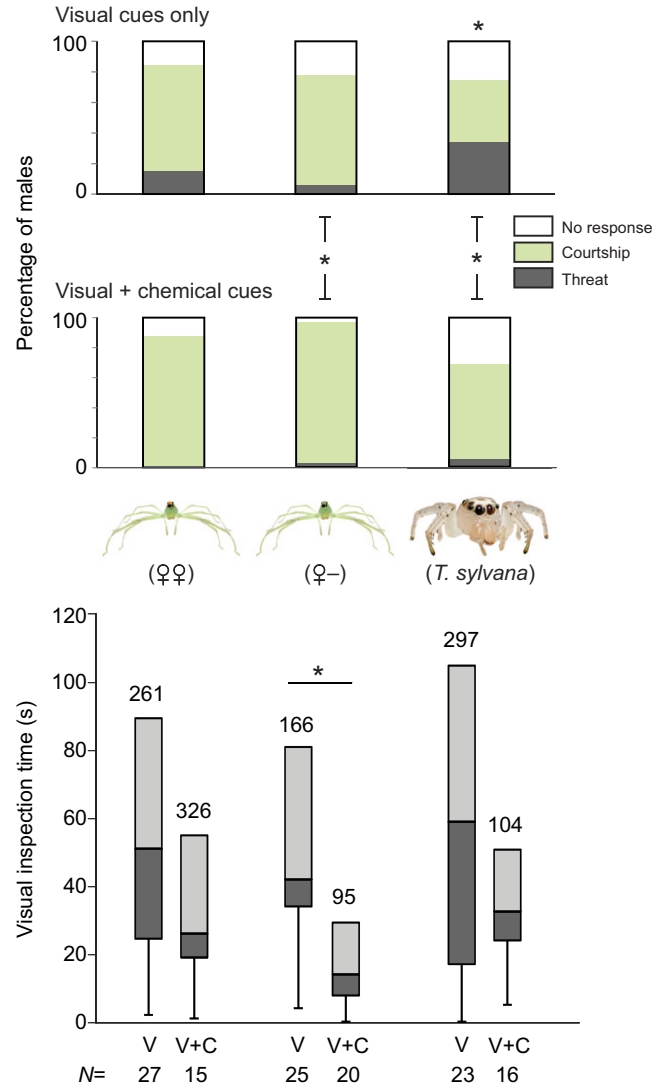 Visual cues only
100
*
0
Percentage of males
No response
Courtship
Threat
*
*
Visual + chemical cues
100
0
(♀♀)
(♀–)
(T. sylvana)
Visual inspection time (s)
120
100
80
60
40
20
0
261
326
166
*
95
297
104
V V+C V V+C V V+C
N= 27 15 25 20 23 16